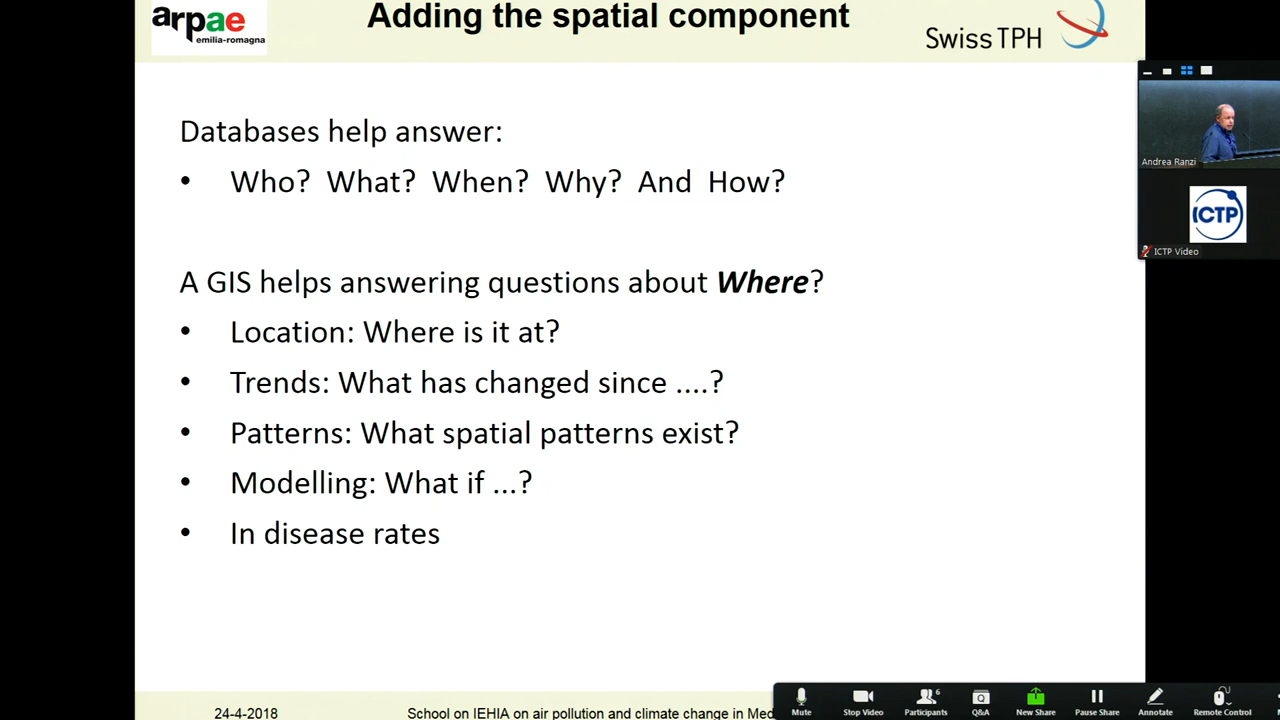 arpae
emilia-romagna
Adding the spatial component
Swiss TPH
Databases help answer:
• Who? What? When? Why? And How?
A GIS helps answering questions about Where?
• Location: Where is it at?
• Trends: What has changed since ....?
• Patterns: What spatial patterns exist?
• Modelling: What if ...?
• In disease rates
Andrea Ranzi
ICTP
ICTP Video
24-4-2018
School on IEHIA on air pollution and climate change in Med
6
Mute
Stop Video
Participants
Q&A
New Share
Pause Share
Annotate
Remote Control